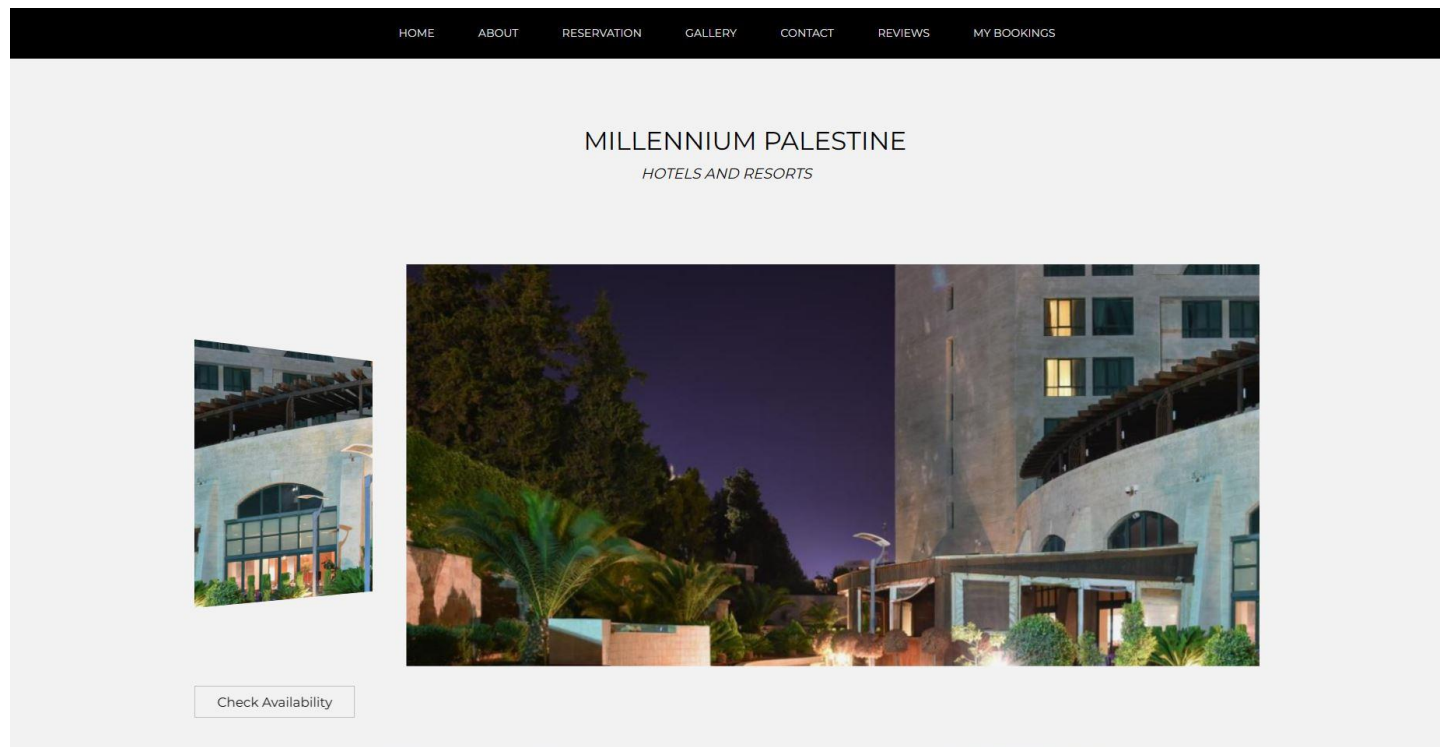 HOME ABOUT RESERVATION GALLERY CONTACT REVIEWS MY BOOKINGS
MILLENNIUM PALESTINE
HOTELS AND RESORTS
Check Availability